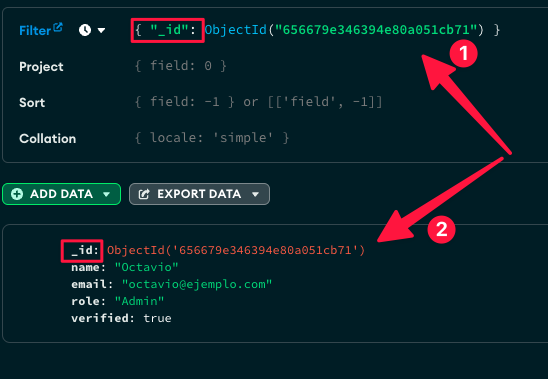 Filter { "_id": ObjectId("656679e346394e80a051cb71") }
1
Project { field: 0 }
Sort { field: -1 } or [['field', -1]]
Collation { locale: 'simple' }
ADD DATA EXPORT DATA
2
_id: ObjectId('656679e346394e80a051cb71')
name: "Octavio"
email: "octavio@ejemplo.com"
role: "Admin"
verified: true